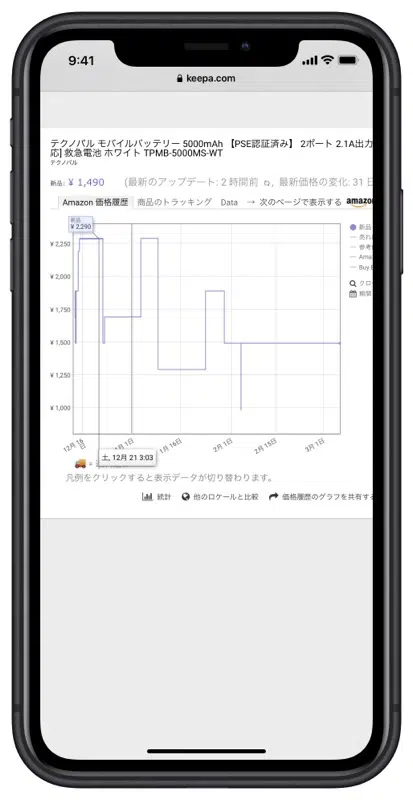 9:41
keepa.com
テクノバル モバイルバッテリー 5000mAh 【PSE認証済み】 2ポート 2.1A出力
応] 救急電池 ホワイト TPMB-5000MS-WT
テクノバル
新品: ¥ 1,490 (最新のアップデート: 2 時間前 , 最新価格の変化: 31 日
Amazon 価格履歴 商品のトラッキング Data → 次のページで表示する amazon
新品
¥ 2,290
¥ 2,250
¥ 2,000
¥ 1,750
¥ 1,500
¥ 1,250
¥ 1,000
新品
売れ
参考
Ama
Buy
クロ
期間
12月 16日
1月 16日
2月 1日
2月 15日
3月 1日
土, 12月 21 3:03
凡例をクリックすると表示データが切り替わります。
統計 他のロケールと比較 価格履歴のグラフを共有する